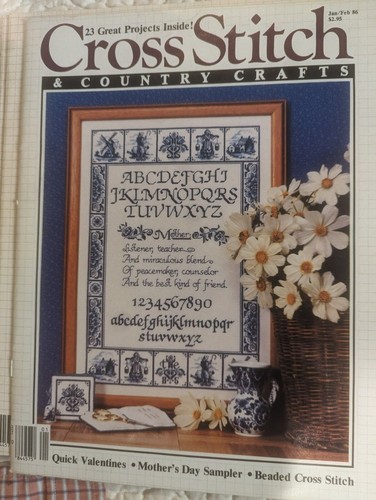 23 Great Projects Inside!
Jan/Feb 86
$2.95
Cross Stitch
& COUNTRY CRAFTS
ABCDEFGHI
JKLMNOPQRS
TUVWXYZ
Mother
Listener, teacher
And miraculous blend
Of peacemaker, counselor
And the best kind of friend.
1234567890
abcdefghijklmnopqr
stuvwxyz
Quick Valentines • Mother's Day Sampler • Beaded Cross Stitch